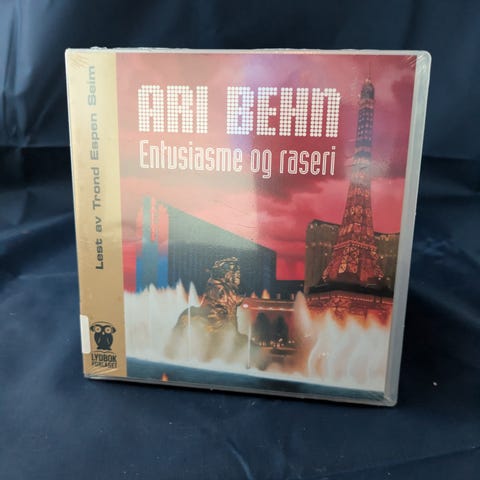 ARI BEHN
Entusiasme og raseri
Lest av Trond Espen Seim
LYDBOK
FORLAGET